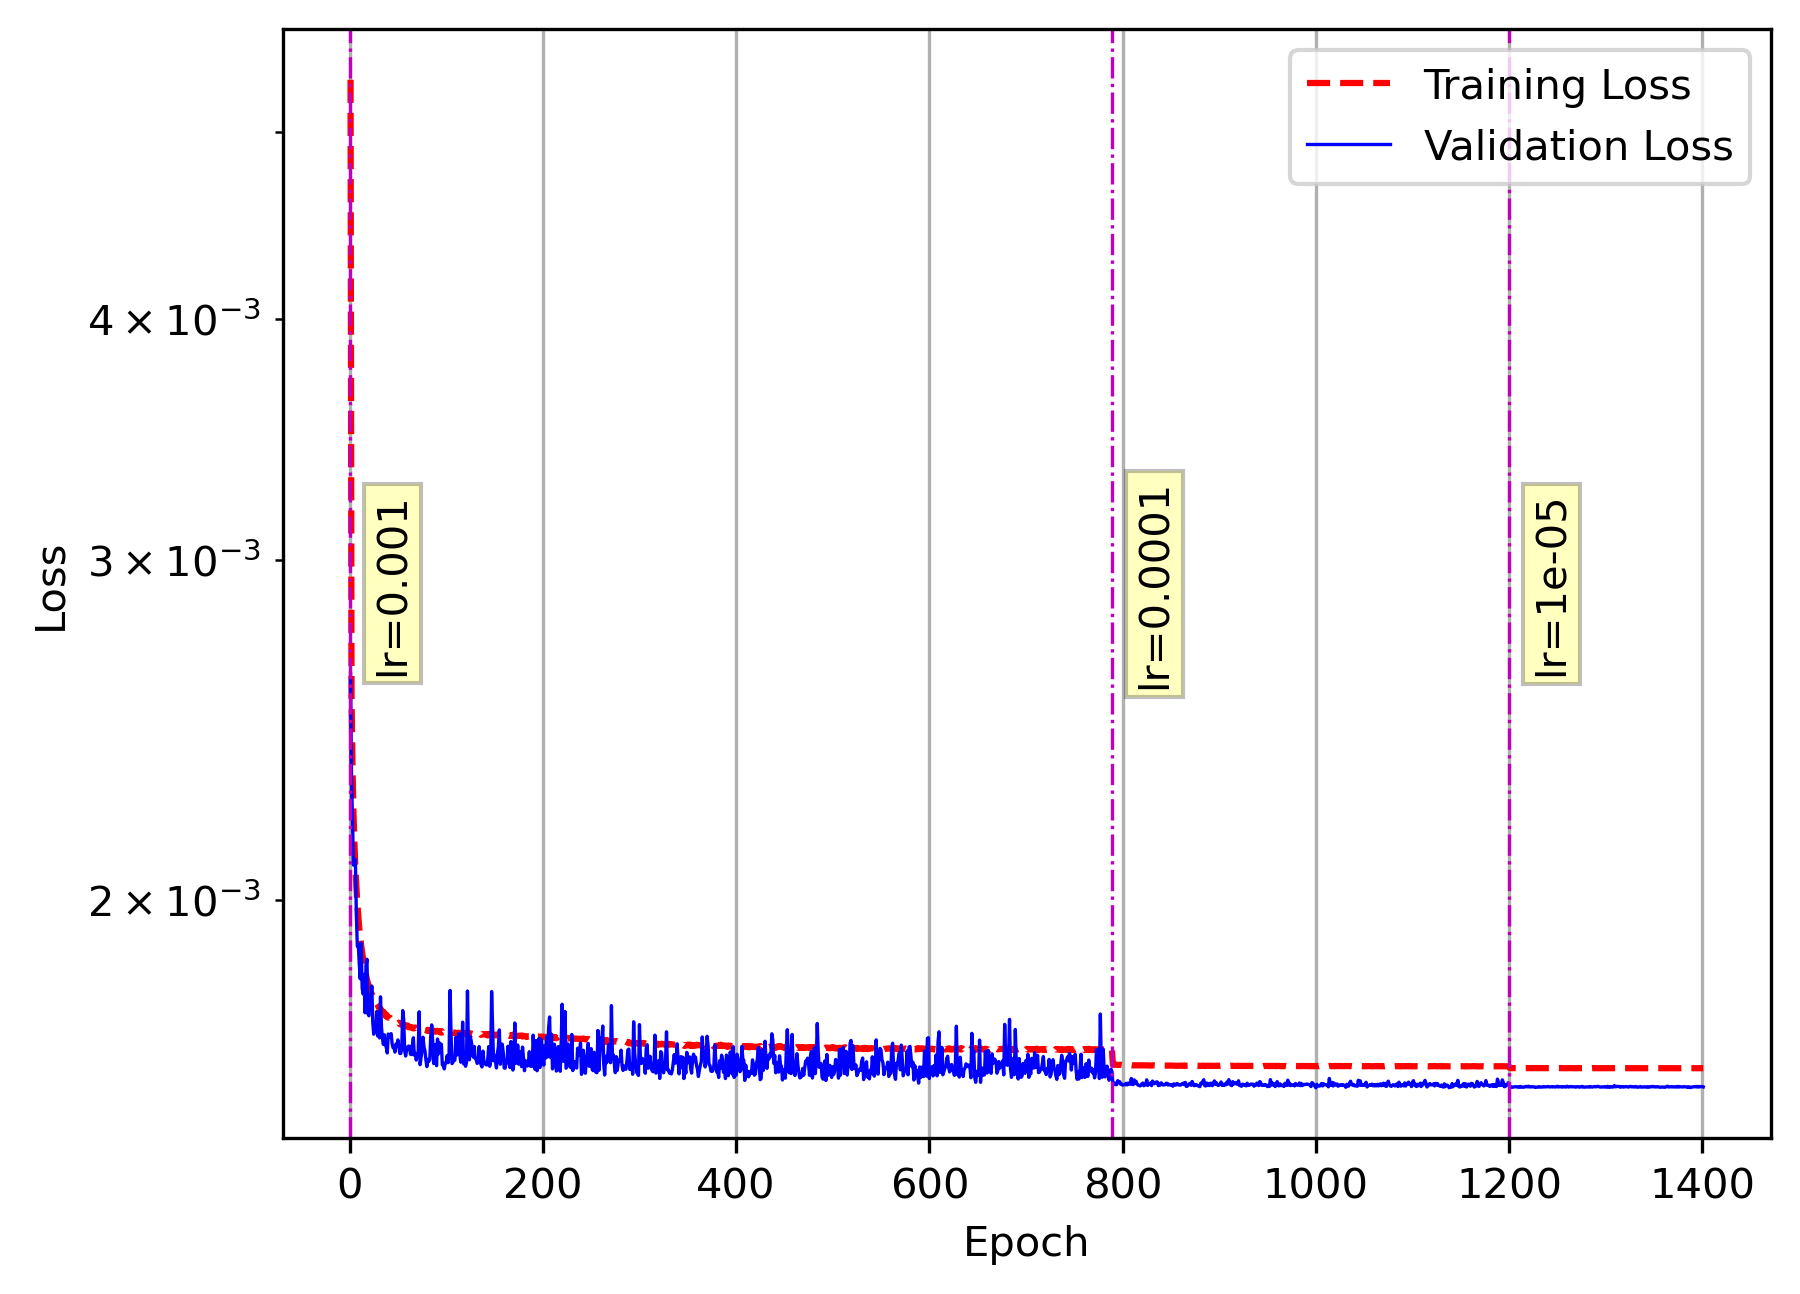 Training Loss
Validation Loss
4 × 10⁻³
3 × 10⁻³
2 × 10⁻³
Loss
lr=0.001
lr=0.0001
lr=1e-05
0 200 400 600 800 1000 1200 1400
Epoch